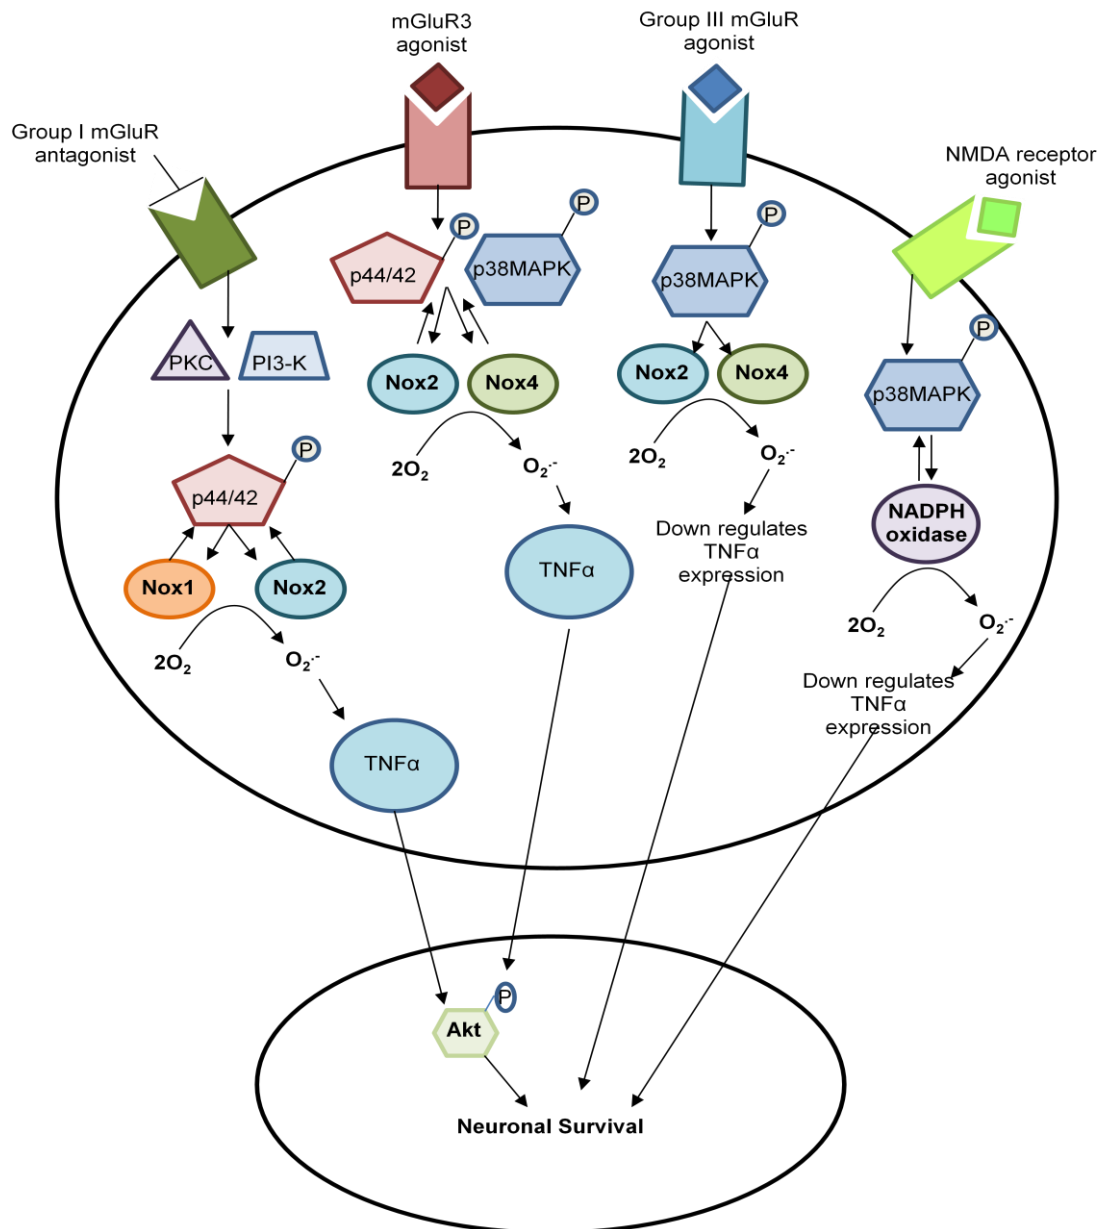 mGluR3
agonist
Group III mGluR
agonist
Group I mGluR
antagonist
NMDA receptor
agonist
P
p44/42
P
p38MAPK
P
p38MAPK
P
p38MAPK
PKC
PI3-K
Nox2
Nox4
Nox2
Nox4
2O₂
O₂·-
2O₂
O₂·-
P
p44/42
Nox1
Nox2
2O₂
O₂·-
TNFα
Down regulates
TNFα
expression
NADPH
oxidase
2O₂
O₂·-
Down regulates
TNFα
expression
TNFα
P
Akt
Neuronal Survival